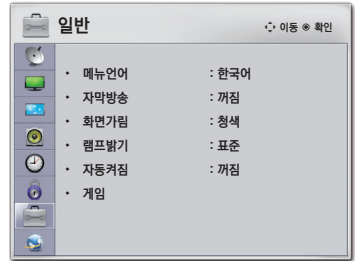 일반
이동 ◉ 확인
• 메뉴언어 : 한국어
• 자막방송 : 꺼짐
• 화면가림 : 청색
• 램프밝기 : 표준
• 자동켜짐 : 꺼짐
• 게임